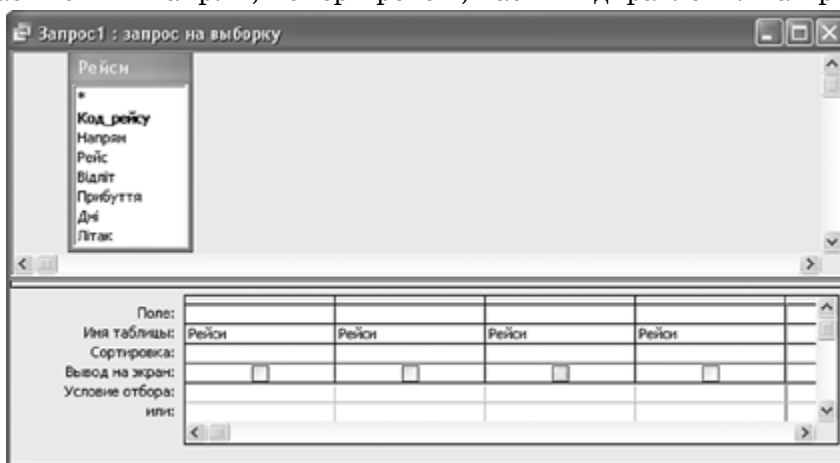 Запрос1 : запрос на выборку
Рейси
*
Код_рейсу
Напрям
Рейс
Відліт
Прибуття
Дні
Літак
Поле:
Имя таблицы: Рейси Рейси Рейси Рейси
Сортировка:
Вывод на экран:
Условие отбора:
или: